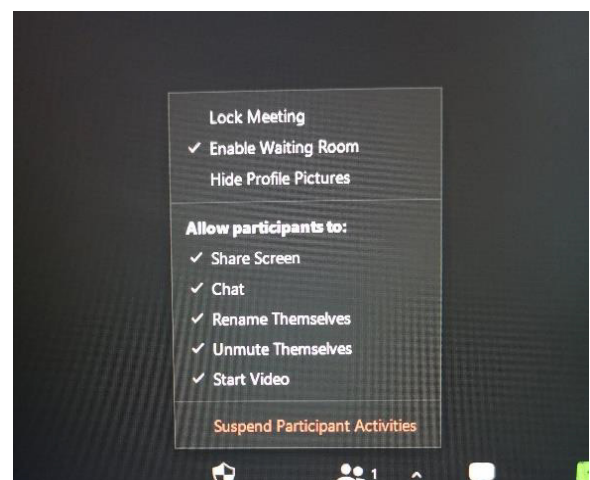 Lock Meeting
✓ Enable Waiting Room
Hide Profile Pictures
Allow participants to:
✓ Share Screen
✓ Chat
✓ Rename Themselves
✓ Unmute Themselves
✓ Start Video
Suspend Participant Activities
1